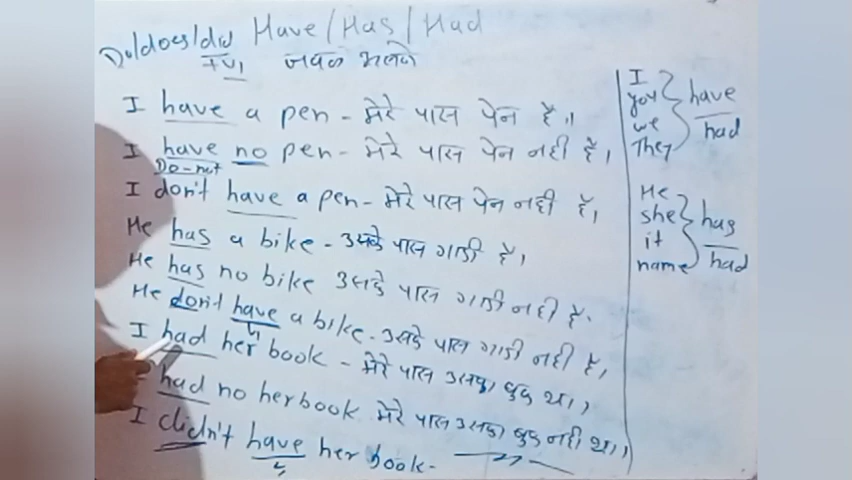 Have/Has/Had
Do/does/did
+V1
I have a pen - मेरे पास पेन है।।
I have no pen - मेरे पास पेन नही है।
Do-not
I don't have a pen - मेरे पास पेन नही है।
He has a bike - उसके पास गाडी है।
He has no bike उसके पास गाडी नही है.
He don't have a bike - उसके पास गाडी नही है।
I had her book - मेरे पास उसका बुक था।।
had no her book मेरे पास उसका बुक नही था।।
I didn't have her book -
I
you
we
They
have
had
He
she
it
name
has
had